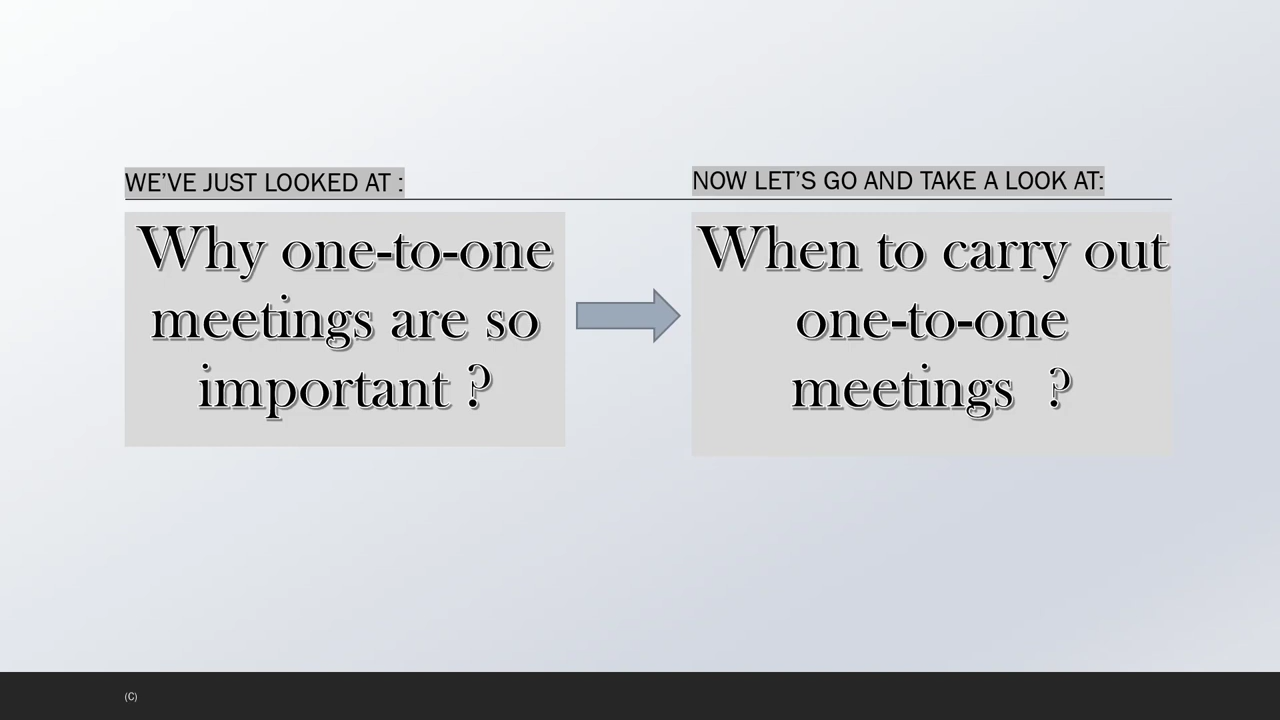 WE’VE JUST LOOKED AT :
Why one-to-one
meetings are so
important ?
NOW LET’S GO AND TAKE A LOOK AT:
When to carry out
one-to-one
meetings ?
(C)